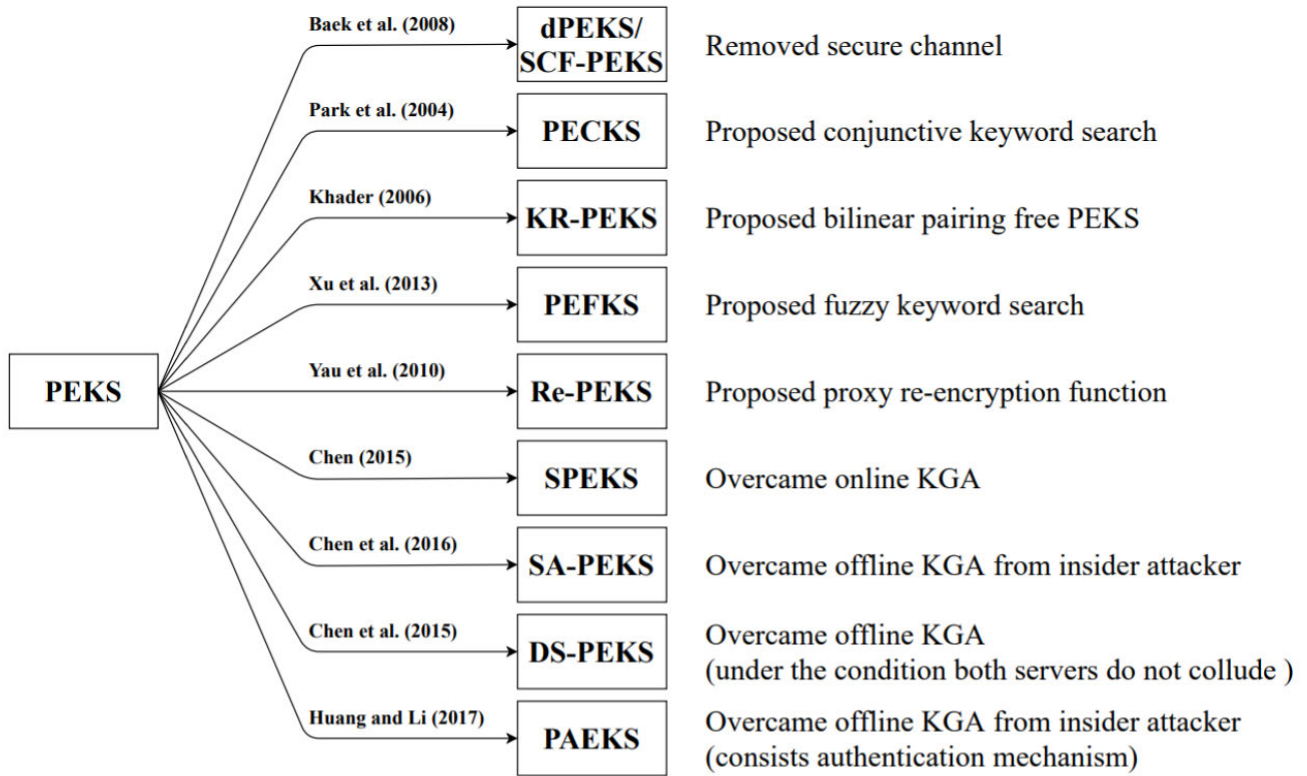 Baek et al. (2008)
dPEKS/
SCF-PEKS
Removed secure channel
Park et al. (2004)
PECKS
Proposed conjunctive keyword search
Khader (2006)
KR-PEKS
Proposed bilinear pairing free PEKS
Xu et al. (2013)
PEFKS
Proposed fuzzy keyword search
PEKS
Yau et al. (2010)
Re-PEKS
Proposed proxy re-encryption function
Chen (2015)
SPEKS
Overcame online KGA
Chen et al. (2016)
SA-PEKS
Overcame offline KGA from insider attacker
Chen et al. (2015)
DS-PEKS
Overcame offline KGA
(under the condition both servers do not collude )
Huang and Li (2017)
PAEKS
Overcame offline KGA from insider attacker
(consists authentication mechanism)